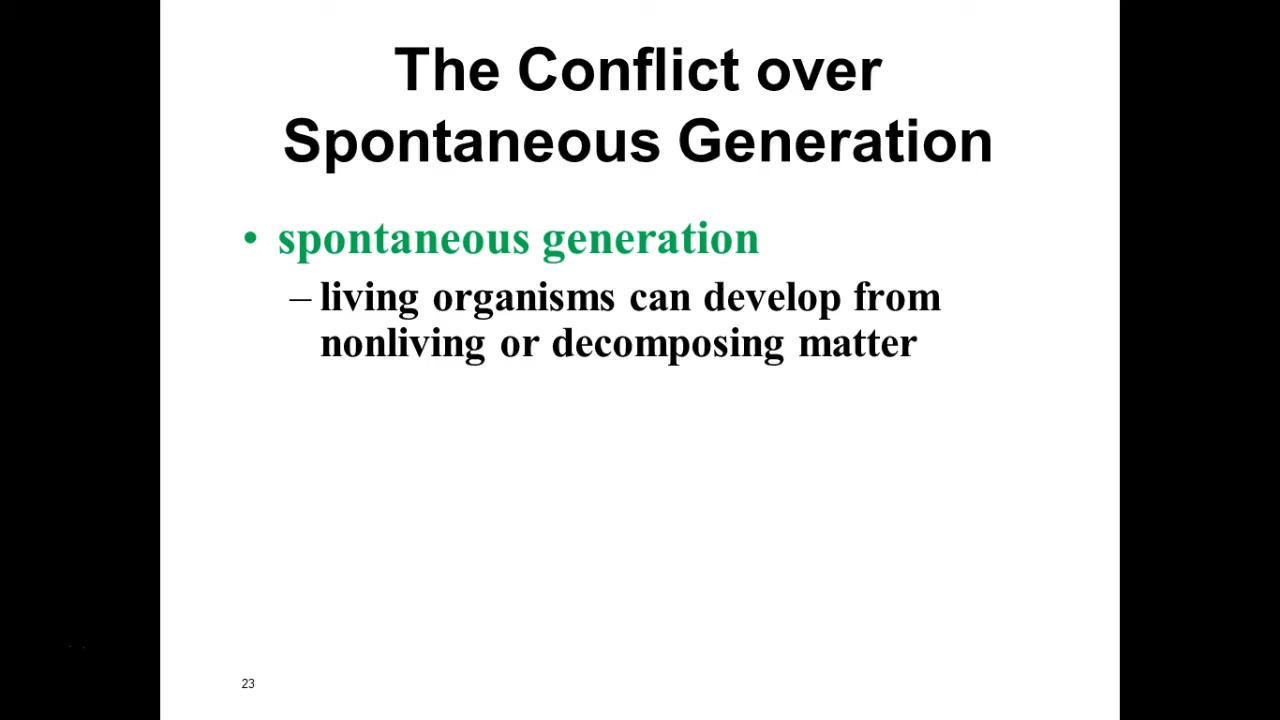 The Conflict over
Spontaneous Generation
• spontaneous generation
– living organisms can develop from
nonliving or decomposing matter
23